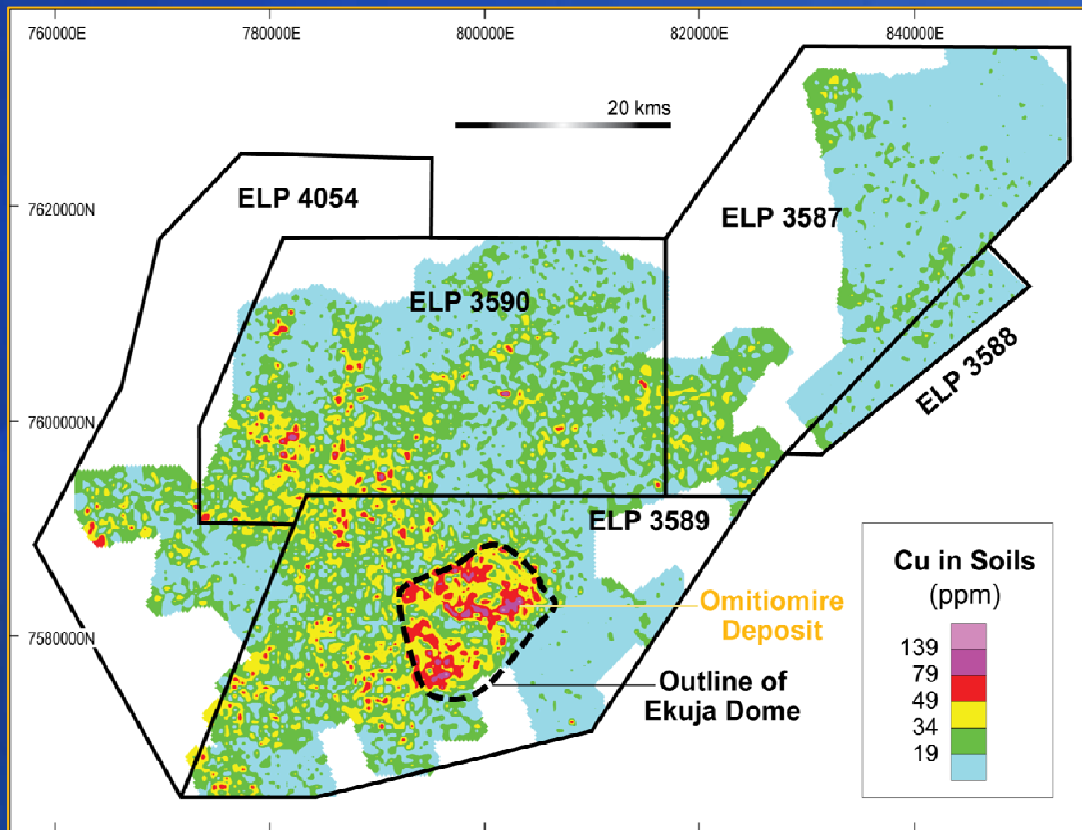 760000E
780000E
800000E
820000E
840000E
20 kms
ELP 4054
7620000N
ELP 3587
ELP 3590
ELP 3588
7600000N
ELP 3589
Cu in Soils
(ppm)
139
79
49
34
19
Omitiomire
Deposit
7580000N
Outline of
Ekuja Dome